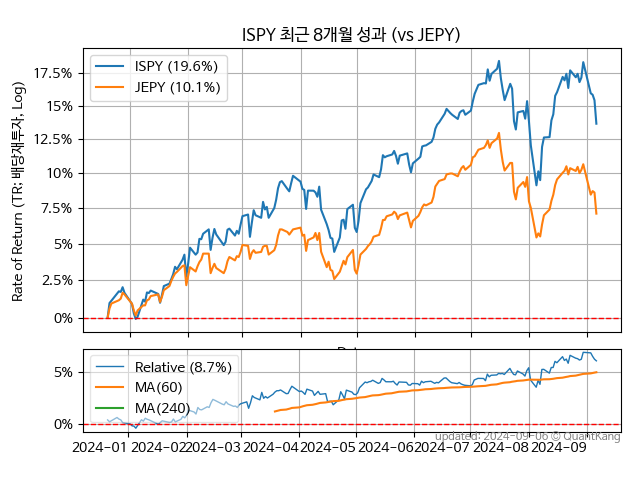 ISPY 최근 8개월 성과 (vs JEPY)
Rate of Return (TR: 배당재투자, Log)
17.5%
15%
12.5%
10%
7.5%
5%
2.5%
0%
ISPY (19.6%)
JEPY (10.1%)
5%
0%
Relative (8.7%)
MA(60)
MA(240)
2024-01
2024-02
2024-03
2024-04
2024-05
2024-06
2024-07
2024-08
2024-09
updated: 2024-09-06 © QuantKang